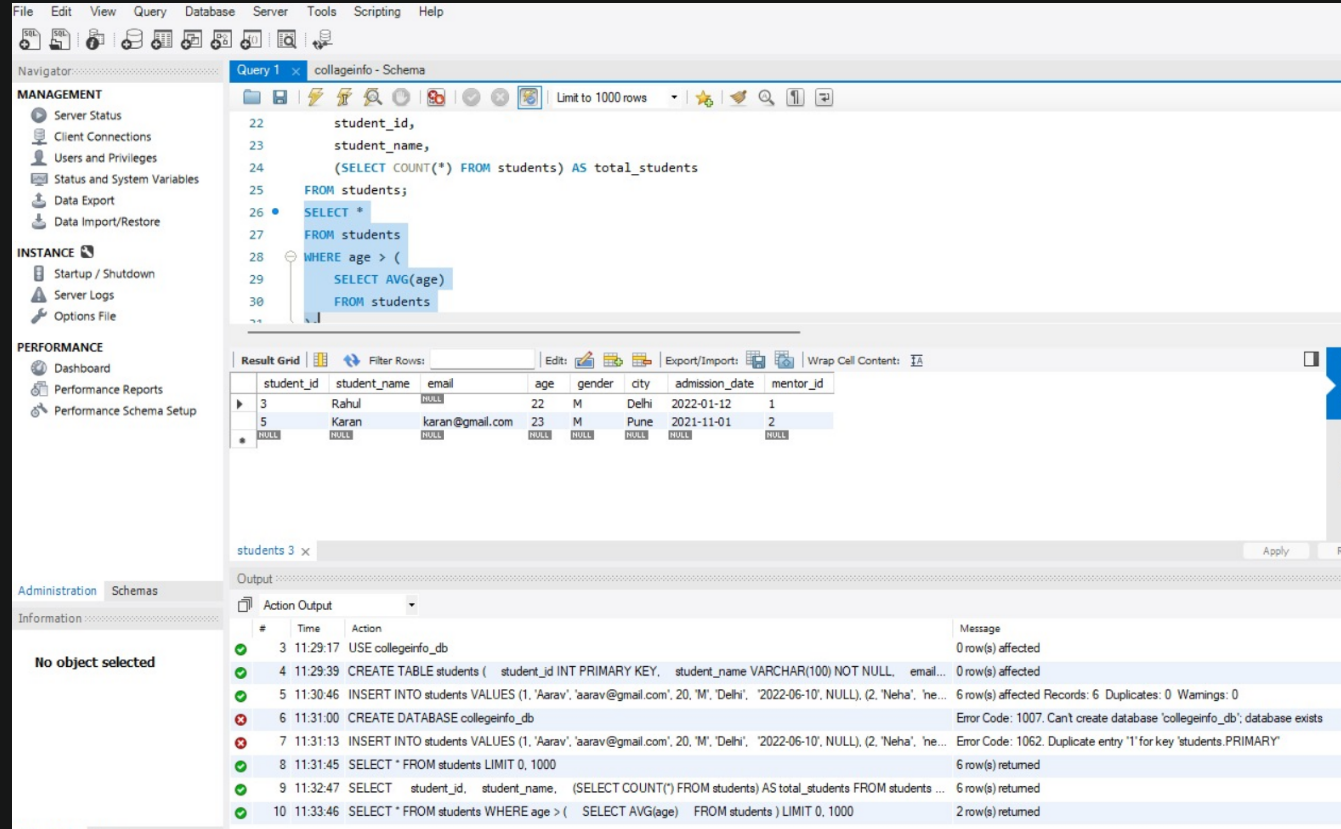 File Edit View Query Database Server Tools Scripting Help
Navigator
MANAGEMENT
Server Status
Client Connections
Users and Privileges
Status and System Variables
Data Export
Data Import/Restore
INSTANCE
Startup / Shutdown
Server Logs
Options File
PERFORMANCE
Dashboard
Performance Reports
Performance Schema Setup
Administration Schemas
Information
No object selected
Query 1 collageinfo - Schema
Limit to 1000 rows
22 student_id,
23 student_name,
24 (SELECT COUNT(*) FROM students) AS total_students
25 FROM students;
26 SELECT *
27 FROM students
28 WHERE age > (
29 SELECT AVG(age)
30 FROM students
Result Grid Filter Rows: Edit: Export/Import: Wrap Cell Content:
student_id student_name email age gender city admission_date mentor_id
3 Rahul NULL 22 M Delhi 2022-01-12 1
5 Karan karan@gmail.com 23 M Pune 2021-11-01 2
NULL NULL NULL NULL NULL NULL NULL NULL
students 3 Apply
Output
Action Output
# Time Action Message
3 11:29:17 USE collegeinfo_db 0 row(s) affected
4 11:29:39 CREATE TABLE students ( student_id INT PRIMARY KEY, student_name VARCHAR(100) NOT NULL, email... 0 row(s) affected
5 11:30:46 INSERT INTO students VALUES (1, 'Aarav', 'aarav@gmail.com', 20, 'M', 'Delhi', '2022-06-10', NULL), (2, 'Neha', 'ne... 6 row(s) affected Records: 6 Duplicates: 0 Warnings: 0
6 11:31:00 CREATE DATABASE collegeinfo_db Error Code: 1007. Can't create database 'collegeinfo_db'; database exists
7 11:31:13 INSERT INTO students VALUES (1, 'Aarav', 'aarav@gmail.com', 20, 'M', 'Delhi', '2022-06-10', NULL), (2, 'Neha', 'ne... Error Code: 1062. Duplicate entry '1' for key 'students.PRIMARY'
8 11:31:45 SELECT * FROM students LIMIT 0, 1000 6 row(s) returned
9 11:32:47 SELECT student_id, student_name, (SELECT COUNT(*) FROM students) AS total_students FROM students ... 6 row(s) returned
10 11:33:46 SELECT * FROM students WHERE age > ( SELECT AVG(age) FROM students ) LIMIT 0, 1000 2 row(s) returned